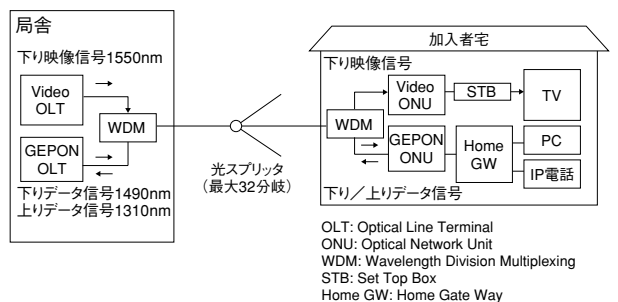 局舎
下り映像信号1550nm
Video
OLT
WDM
GEPON
OLT
下りデータ信号1490nm
上りデータ信号1310nm
光スプリッタ
（最大32分岐）
加入者宅
下り映像信号
Video
ONU
STB
TV
WDM
GEPON
ONU
Home
GW
PC
IP電話
下り／上りデータ信号
OLT: Optical Line Terminal
ONU: Optical Network Unit
WDM: Wavelength Division Multiplexing
STB: Set Top Box
Home GW: Home Gate Way